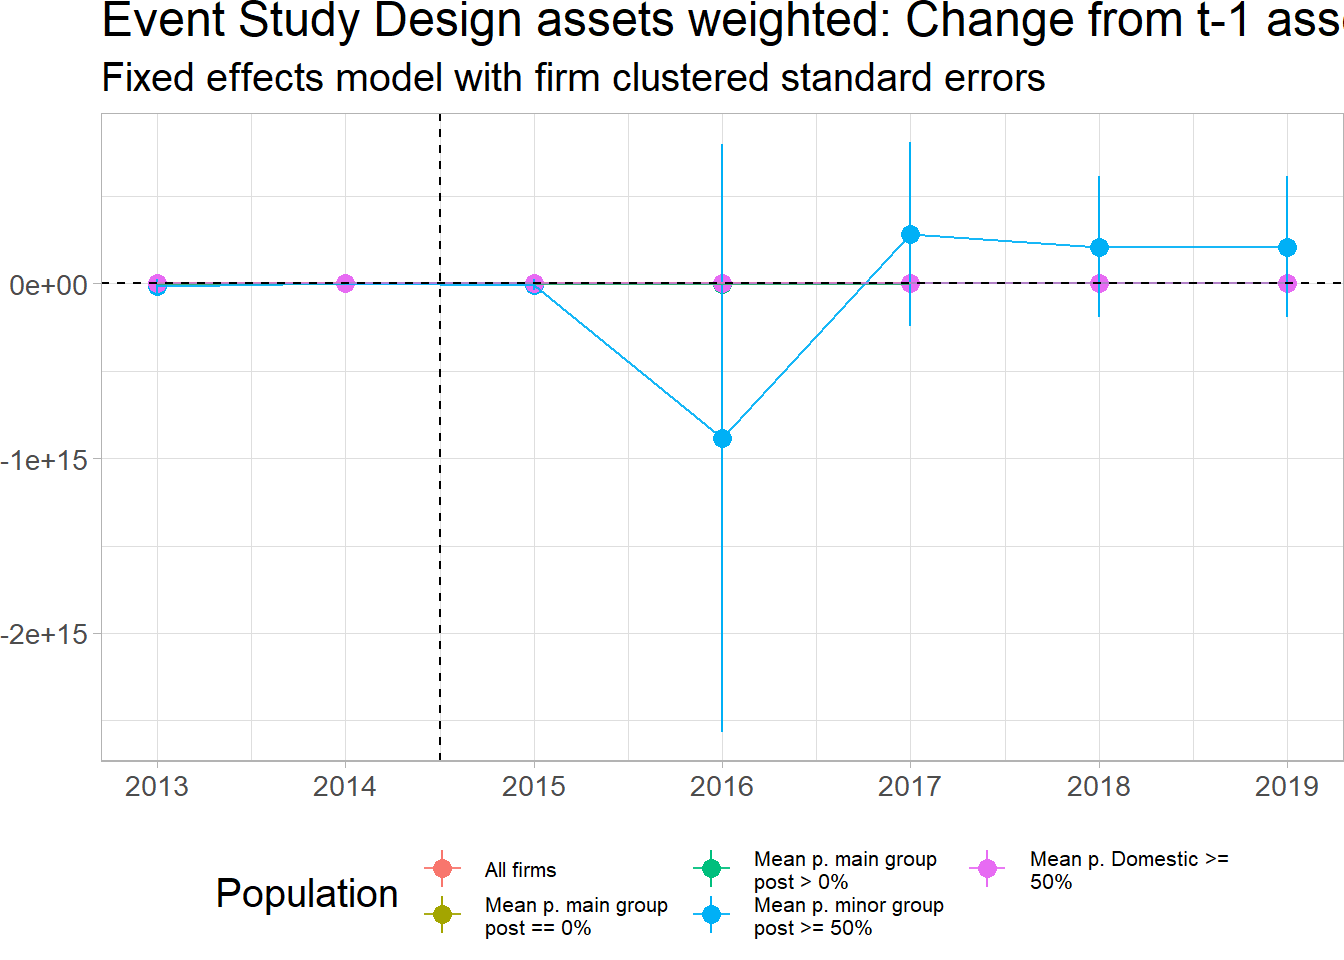 Event Study Design assets weighted: Change from t-1 ass
Fixed effects model with firm clustered standard errors
0e+00
-1e+15
-2e+15
2013 2014 2015 2016 2017 2018 2019
Population
All firms
Mean p. main group
post == 0%
Mean p. main group
post > 0%
Mean p. minor group
post >= 50%
Mean p. Domestic >=
50%